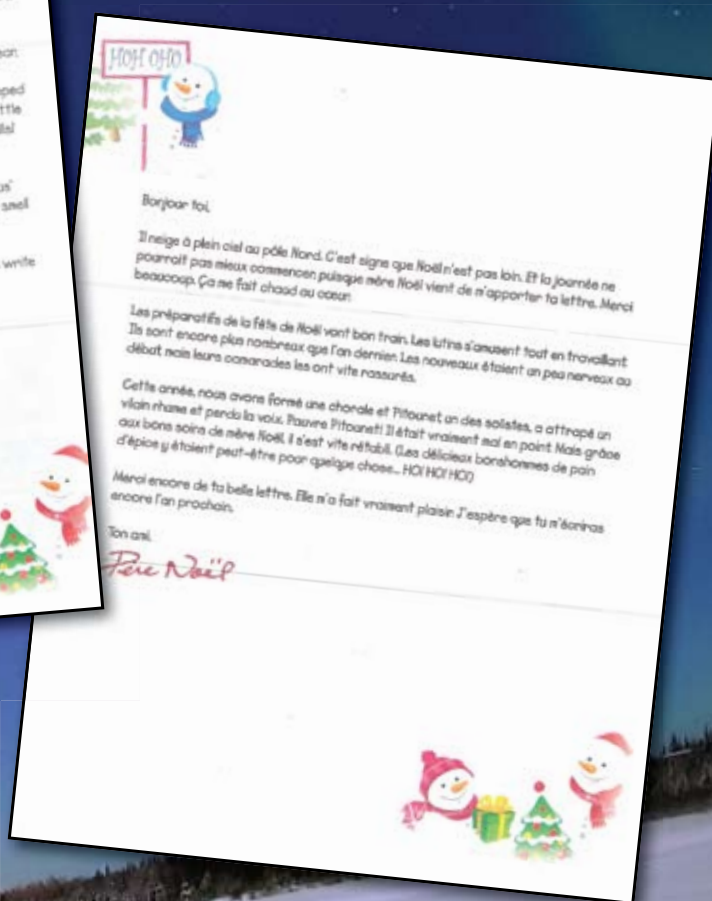 son
ped
ttle
us'
smell
write
HOH OHO
Bonjour toi,
Il neige à plein ciel au pôle Nord. C'est signe que Noël n'est pas loin. Et la journée ne
pourrait pas mieux commencer, puisque mère Noël vient de m'apporter ta lettre. Merci
beaucoup. Ça me fait chaud au coeur.
Les préparatifs de la fête de Noël vont bon train. Les lutins s'amusent tout en travaillant.
Ils sont encore plus nombreux que l'an dernier. Les nouveaux étaient un peu nerveux au
début mais leurs camarades les ont vite rassurés.
Cette année, nous avons formé une chorale et Pitounet, un des solistes, a attrapé un
vilain rhume et perdu la voix. Pauvre Pitounet! Il était vraiment mal en point. Mais grâce
aux bons soins de mère Noël, il s'est vite rétabli. (Les délicieux bonshommes de pain
d'épice y étaient peut-être pour quelque chose... HO! HO! HO!)
Merci encore de ta belle lettre. Elle m'a fait vraiment plaisir. J'espère que tu m'écriras
encore l'an prochain.
Ton ami,
Père Noël